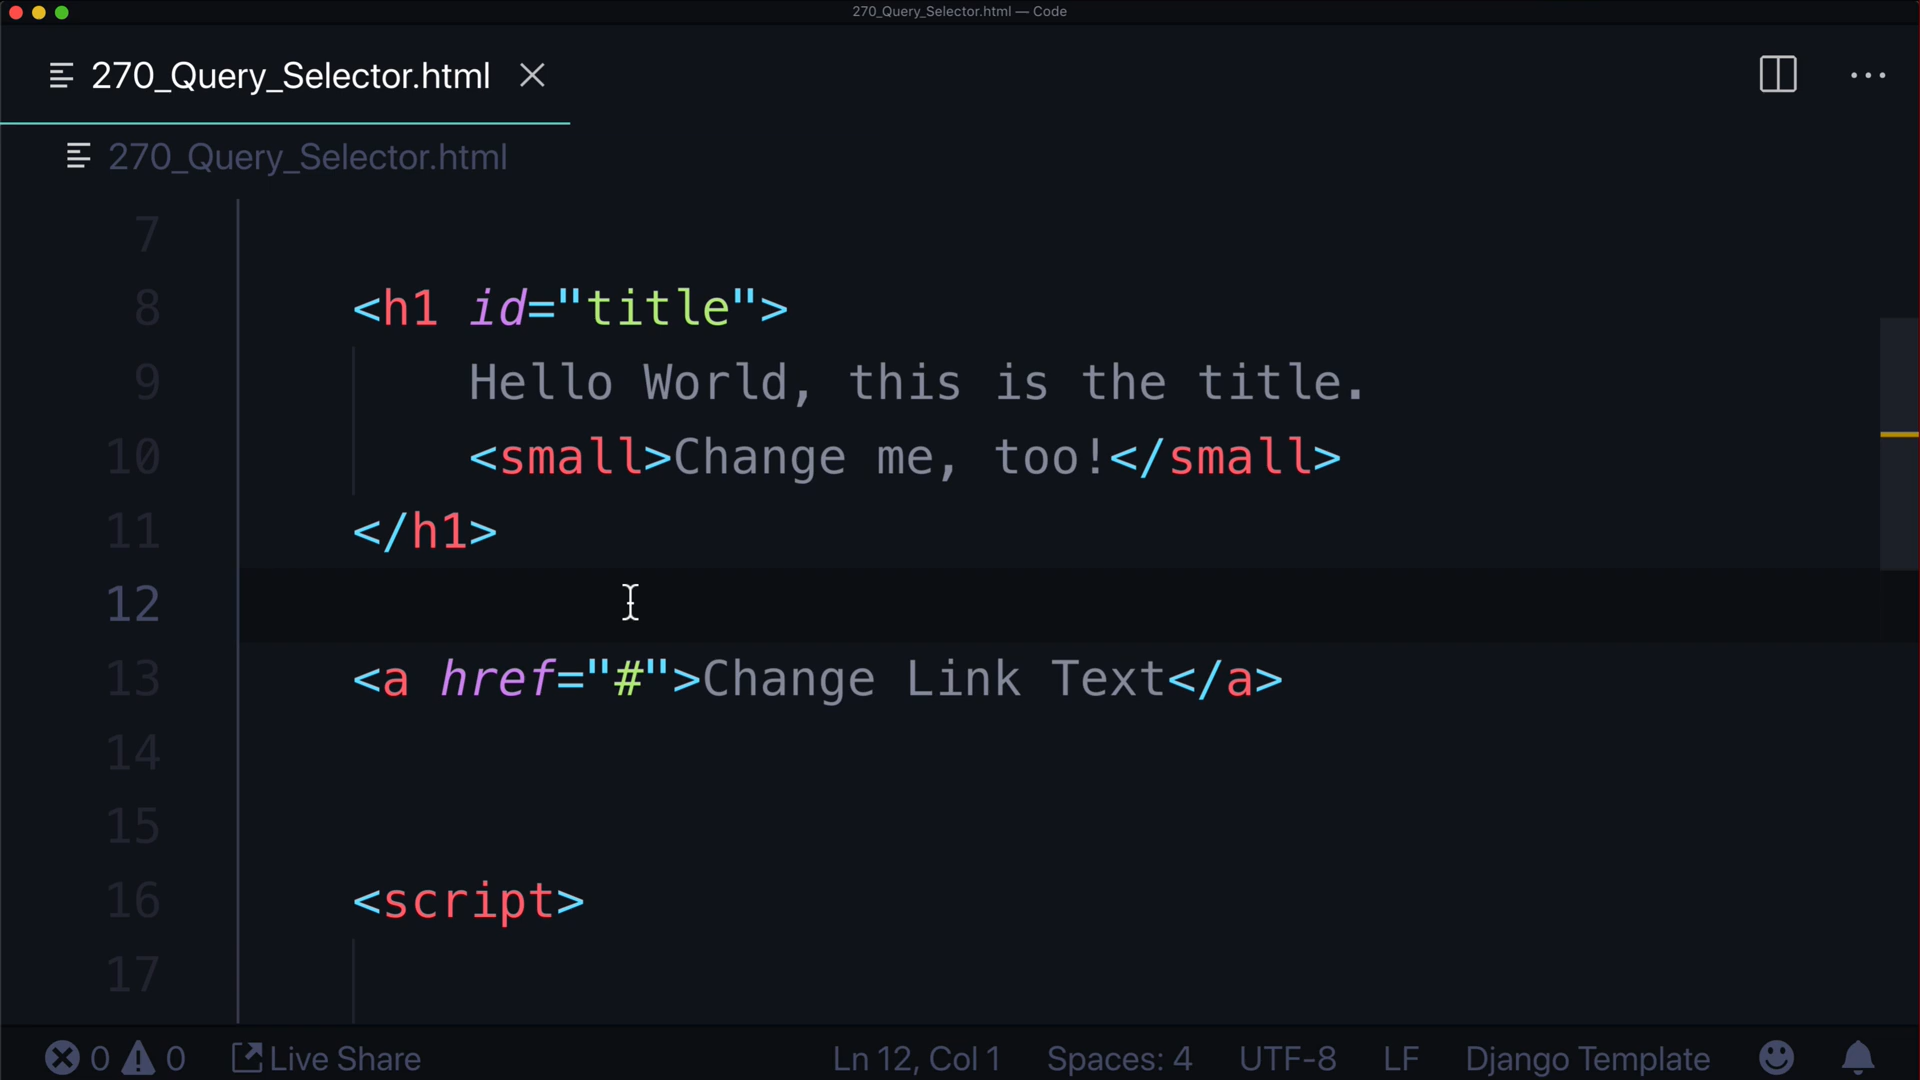 270_Query_Selector.html — Code
270_Query_Selector.html
270_Query_Selector.html
7
8 <h1 id="title">
9 Hello World, this is the title.
10 <small>Change me, too!</small>
11 </h1>
12
13 <a href="#">Change Link Text</a>
14
15
16 <script>
17
0 0 Live Share Ln 12, Col 1 Spaces: 4 UTF-8 LF Django Template